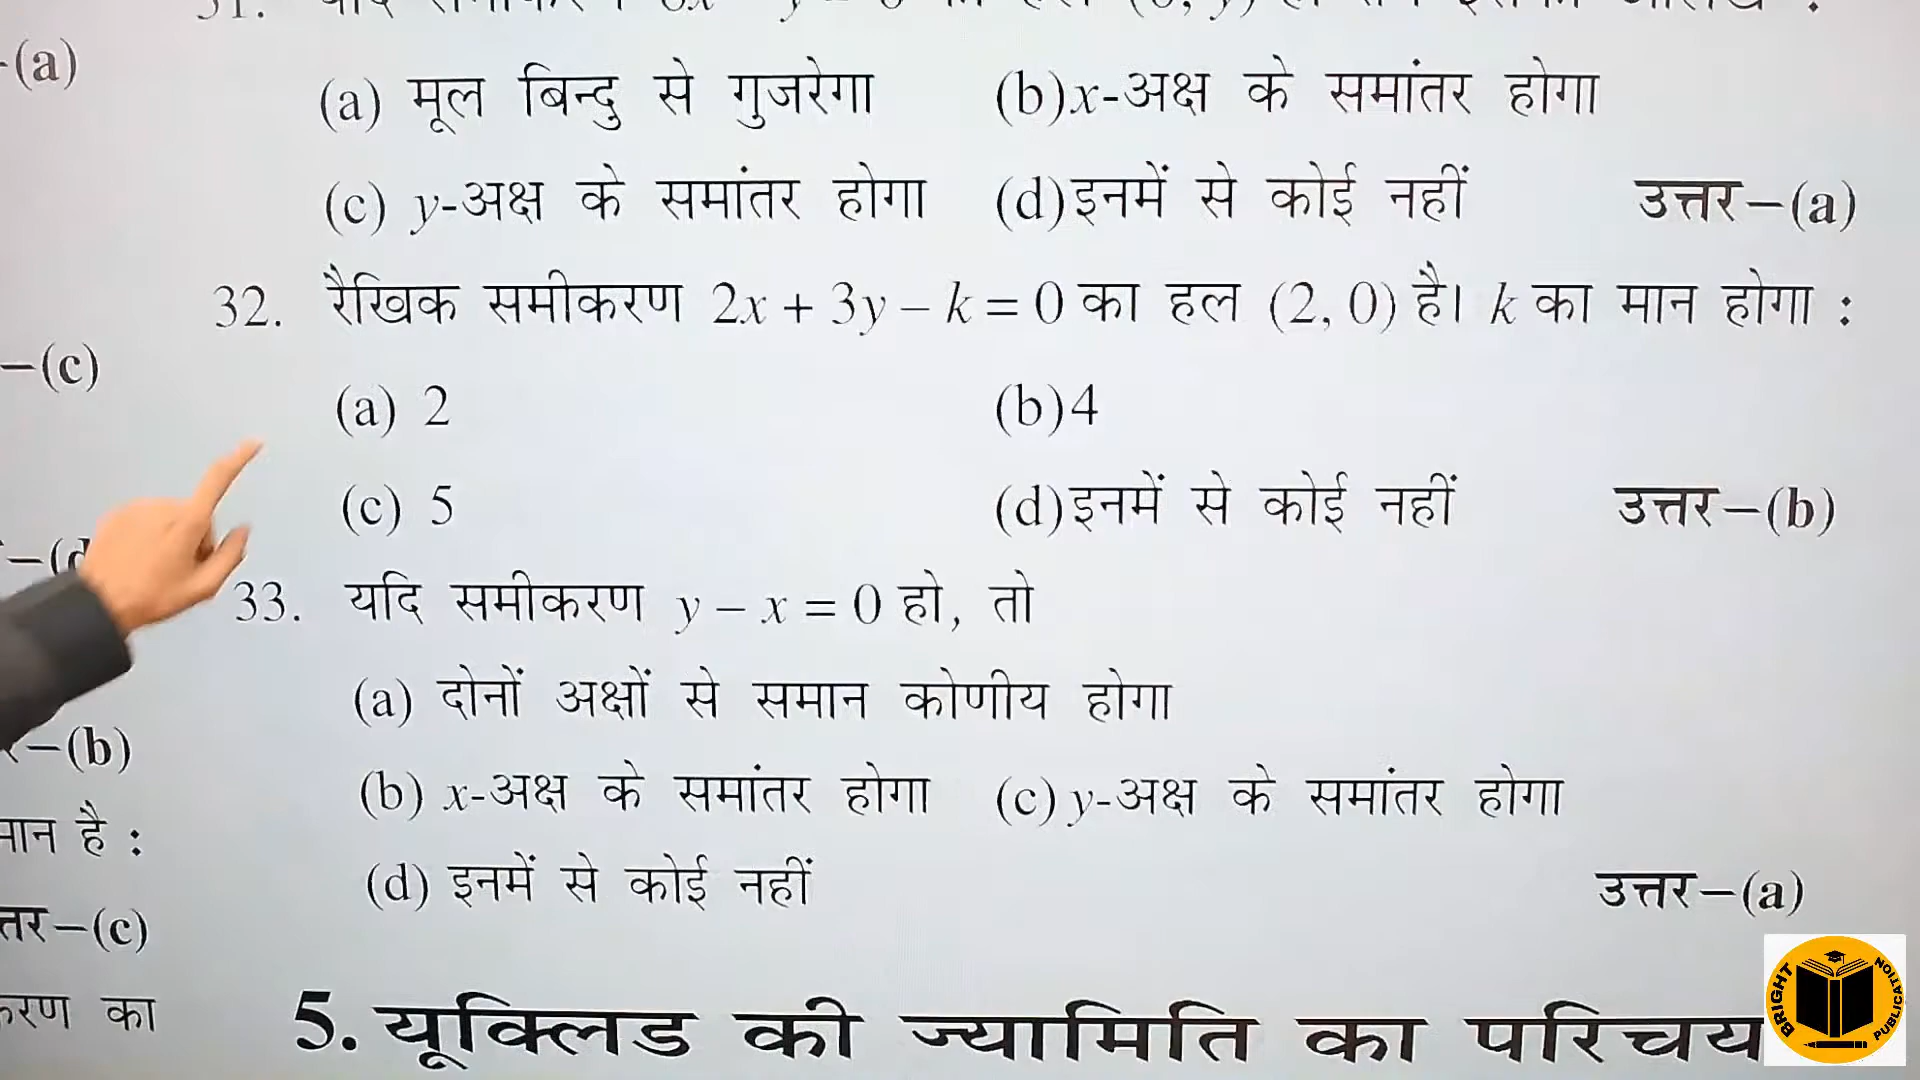 -(a)
(a) मूल बिन्दु से गुजरेगा (b)x-अक्ष के समांतर होगा
(c) y-अक्ष के समांतर होगा (d)इनमें से कोई नहीं उत्तर–(a)
32. रैखिक समीकरण 2x + 3y – k = 0 का हल (2, 0) है। k का मान होगा :
–(c)
(a) 2 (b)4
(c) 5 (d)इनमें से कोई नहीं उत्तर–(b)
33. यदि समीकरण y – x = 0 हो, तो
(a) दोनों अक्षों से समान कोणीय होगा
–(b)
(b) x-अक्ष के समांतर होगा (c) y-अक्ष के समांतर होगा
मान है :
(d) इनमें से कोई नहीं उत्तर–(a)
त्तर–(c)
करण का
5. यूक्लिड की ज्यामिति का परिचय
BRIGHT PUBLICATION